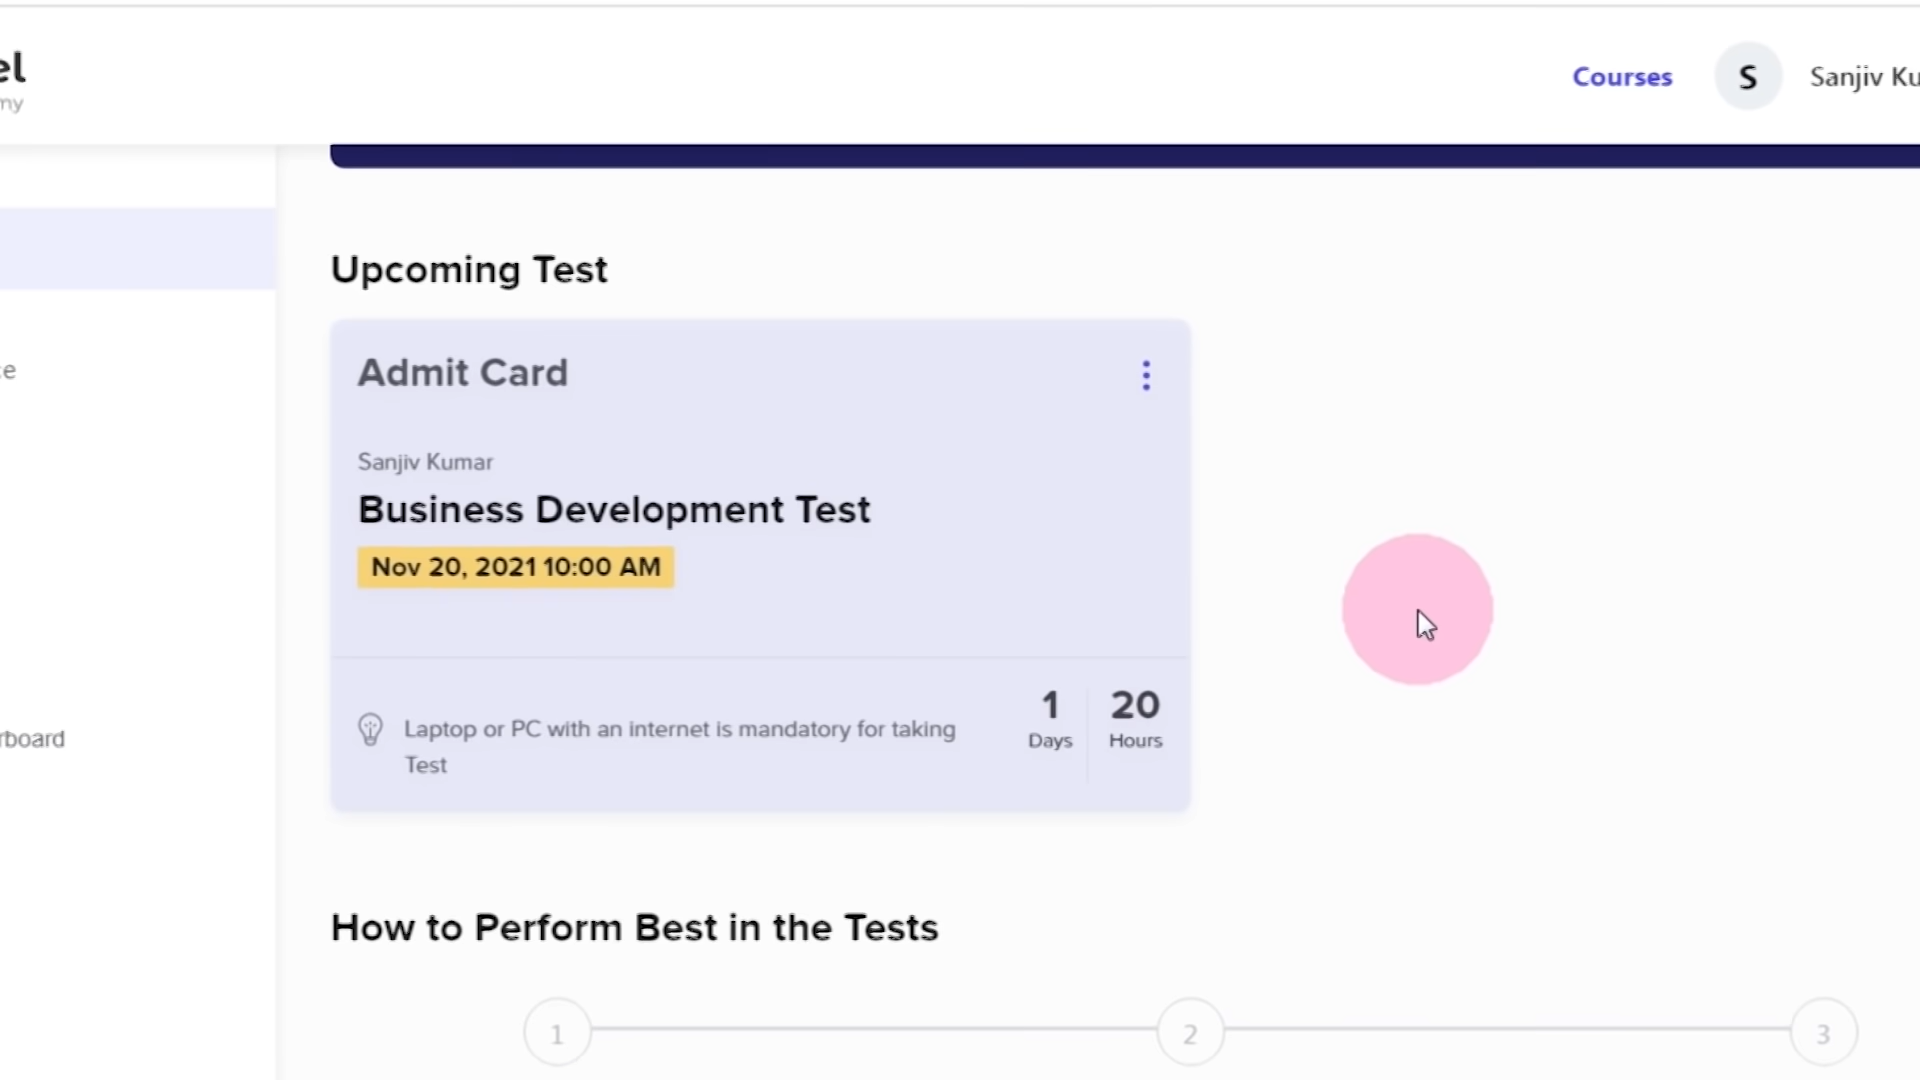 el
my
Courses
S
Sanjiv Ku
Upcoming Test
Admit Card
Sanjiv Kumar
Business Development Test
Nov 20, 2021 10:00 AM
Laptop or PC with an internet is mandatory for taking
Test
1
Days
20
Hours
ce
rboard
How to Perform Best in the Tests
1
2
3